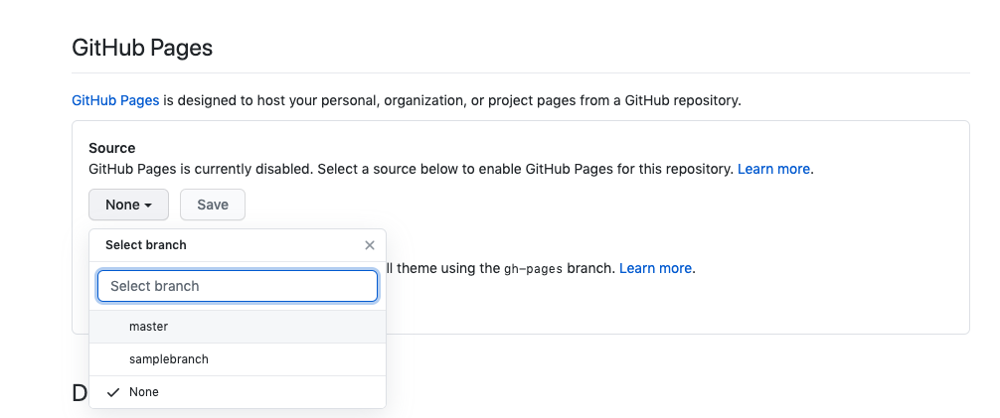 GitHub Pages
GitHub Pages is designed to host your personal, organization, or project pages from a GitHub repository.
Source
GitHub Pages is currently disabled. Select a source below to enable GitHub Pages for this repository. Learn more.
None
Save
Select branch
ll theme using the gh-pages branch. Learn more.
Select branch
master
samplebranch
None
D